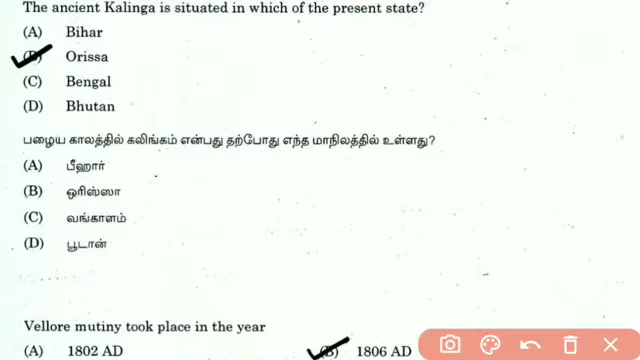 The ancient Kalinga is situated in which of the present state?
(A) Bihar
(B) Orissa
(C) Bengal
(D) Bhutan
பழைய காலத்தில் கலிங்கம் என்பது தற்போது எந்த மாநிலத்தில் உள்ளது?
(A) பீஹார்
(B) ஒரிஸ்ஸா
(C) வங்காளம்
(D) பூடான்
Vellore mutiny took place in the year
(A) 1802 AD (B) 1806 AD